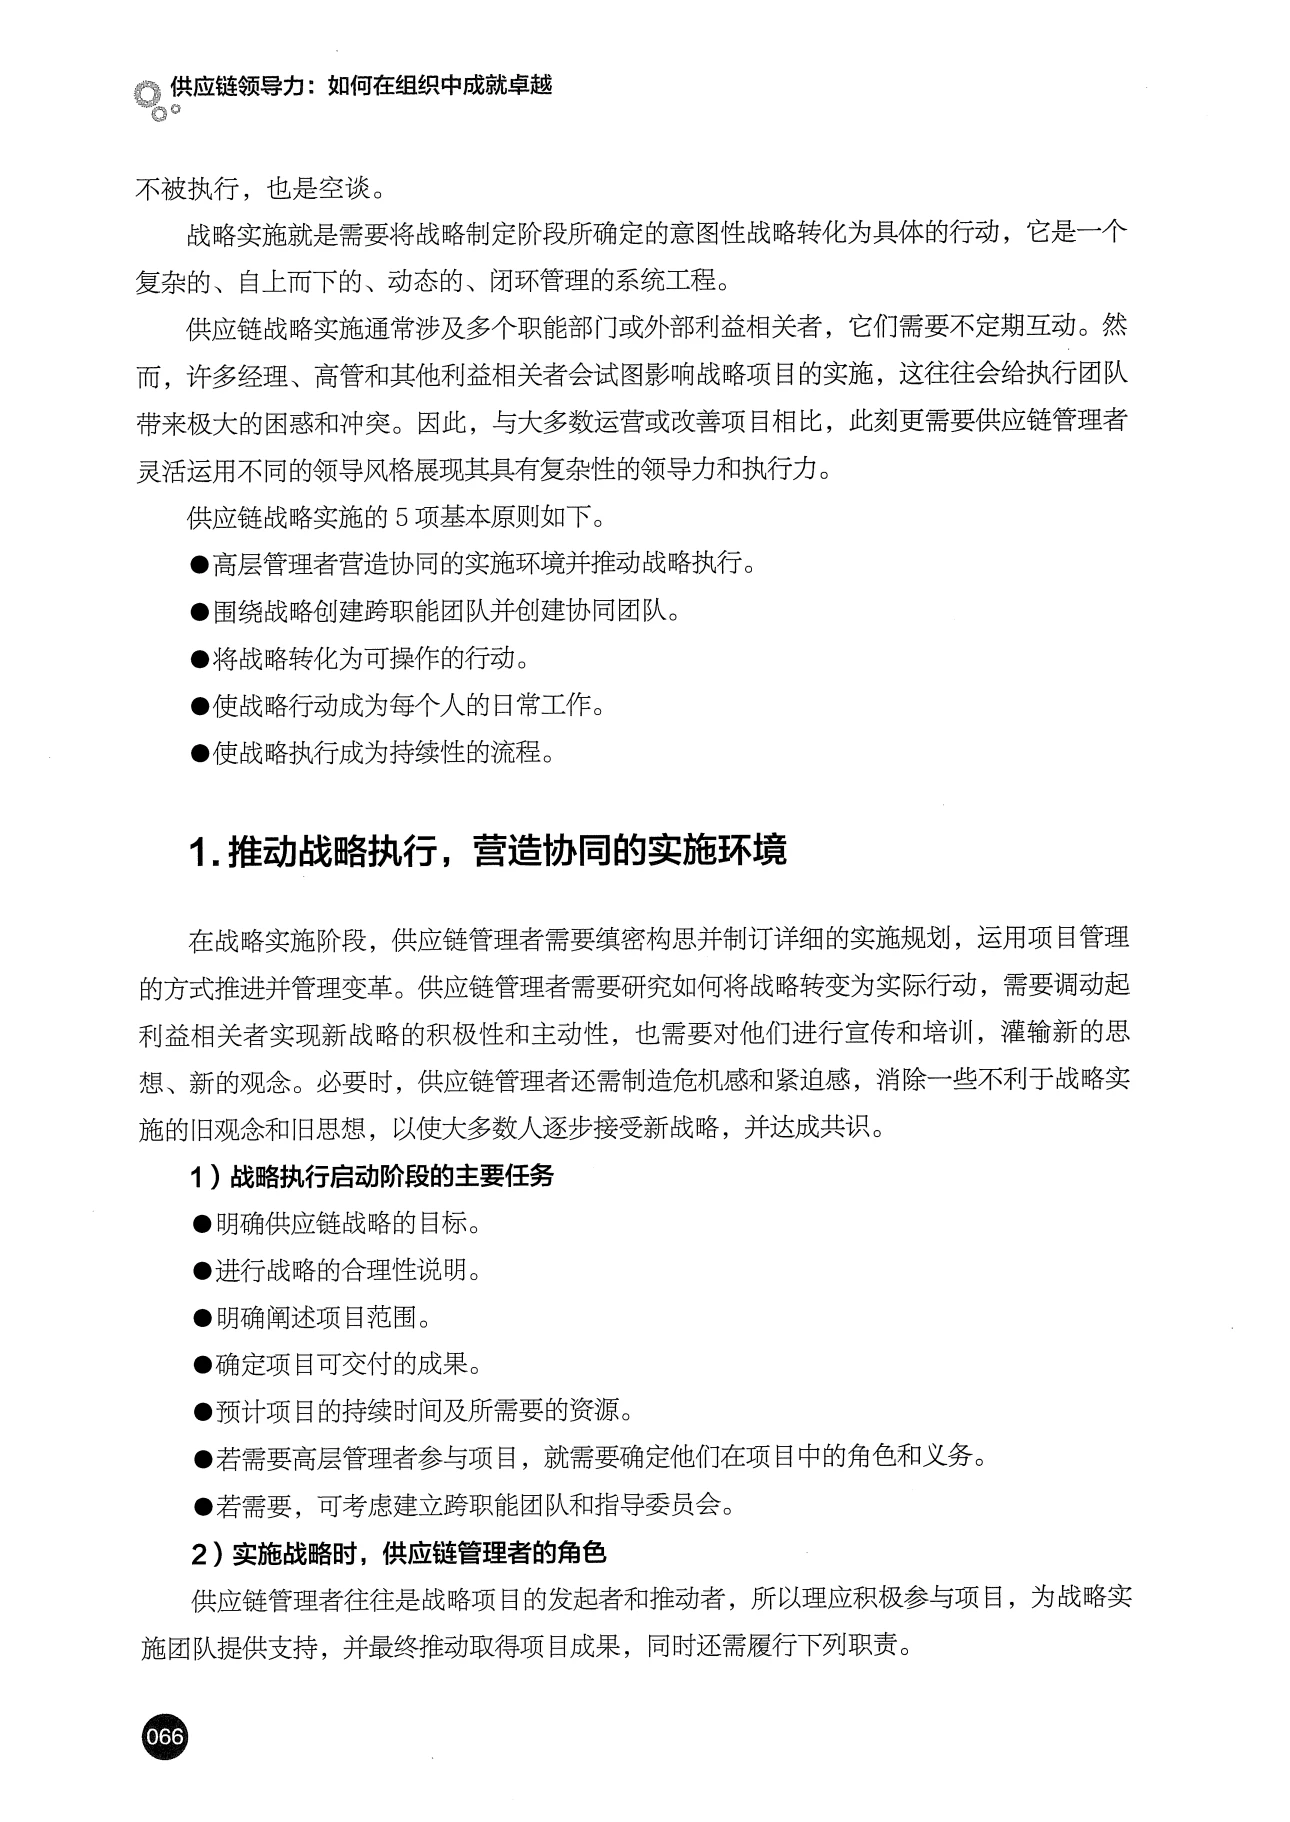 供应链领导力：如何在组织中成就卓越
不被执行，也是空谈。
战略实施就是需要将战略制定阶段所确定的意图性战略转化为具体的行动，它是一个
复杂的、自上而下的、动态的、闭环管理的系统工程。
供应链战略实施通常涉及多个职能部门或外部利益相关者，它们需要不定期互动。然
而，许多经理、高管和其他利益相关者会试图影响战略项目的实施，这往往会给执行团队
带来极大的困惑和冲突。因此，与大多数运营或改善项目相比，此刻更需要供应链管理者
灵活运用不同的领导风格展现其具有复杂性的领导力和执行力。
供应链战略实施的 5 项基本原则如下。
●高层管理者营造协同的实施环境并推动战略执行。
●围绕战略创建跨职能团队并创建协同团队。
●将战略转化为可操作的行动。
●使战略行动成为每个人的日常工作。
●使战略执行成为持续性的流程。
1. 推动战略执行，营造协同的实施环境
在战略实施阶段，供应链管理者需要缜密构思并制订详细的实施规划，运用项目管理
的方式推进并管理变革。供应链管理者需要研究如何将战略转变为实际行动，需要调动起
利益相关者实现新战略的积极性和主动性，也需要对他们进行宣传和培训，灌输新的思
想、新的观念。必要时，供应链管理者还需制造危机感和紧迫感，消除一些不利于战略实
施的旧观念和旧思想，以使大多数人逐步接受新战略，并达成共识。
1）战略执行启动阶段的主要任务
●明确供应链战略的目标。
●进行战略的合理性说明。
●明确阐述项目范围。
●确定项目可交付的成果。
●预计项目的持续时间及所需要的资源。
●若需要高层管理者参与项目，就需要确定他们在项目中的角色和义务。
●若需要，可考虑建立跨职能团队和指导委员会。
2）实施战略时，供应链管理者的角色
供应链管理者往往是战略项目的发起者和推动者，所以理应积极参与项目，为战略实
施团队提供支持，并最终推动取得项目成果，同时还需履行下列职责。
066